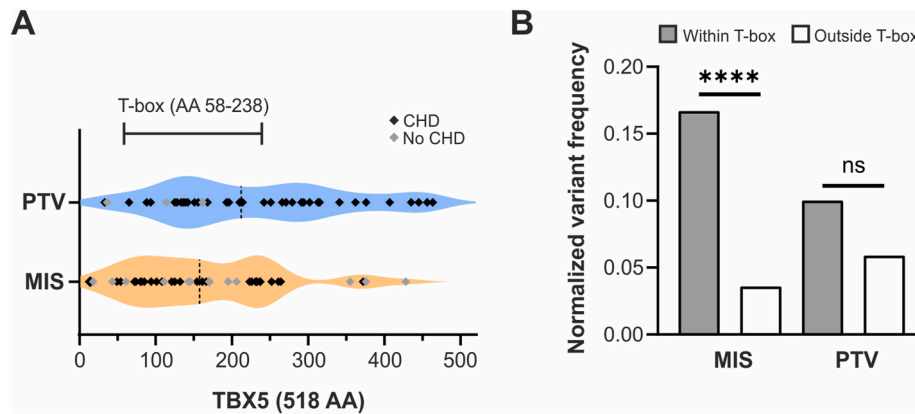 A
T-box (AA 58-238)
CHD
No CHD
PTV
MIS
0 100 200 300 400 500
TBX5 (518 AA)
B
Within T-box Outside T-box
Normalized variant frequency
0.20
0.15
0.10
0.05
0.00
****
ns
MIS PTV